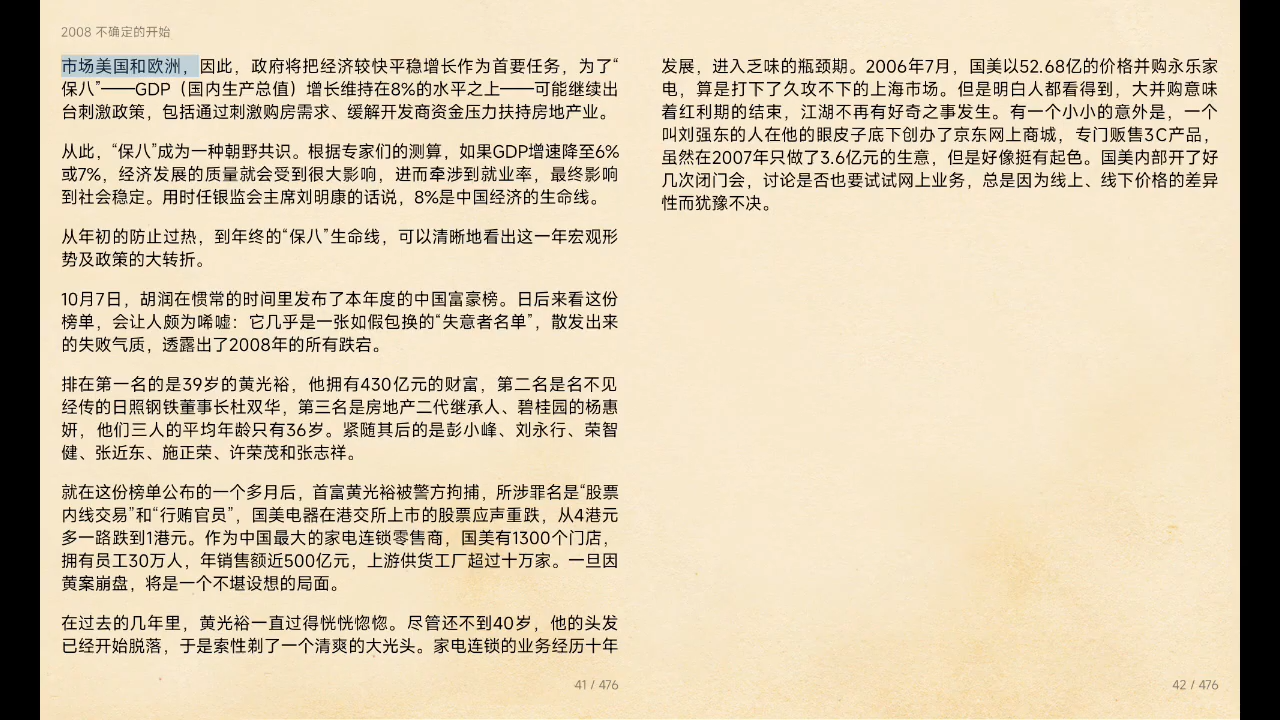 2008 不确定的开始
市场美国和欧洲，因此，政府将把经济较快平稳增长作为首要任务，为了“
保八”——GDP（国内生产总值）增长维持在8%的水平之上——可能继续出
台刺激政策，包括通过刺激购房需求、缓解开发商资金压力扶持房地产业。
从此，“保八”成为一种朝野共识。根据专家们的测算，如果GDP增速降至6%
或7%，经济发展的质量就会受到很大影响，进而牵涉到就业率，最终影响
到社会稳定。用时任银监会主席刘明康的话说，8%是中国经济的生命线。
从年初的防止过热，到年终的“保八”生命线，可以清晰地看出这一年宏观形
势及政策的大转折。
10月7日，胡润在惯常的时间里发布了本年度的中国富豪榜。日后来看这份
榜单，会让人颇为唏嘘：它几乎是一张如假包换的“失意者名单”，散发出来
的失败气质，透露出了2008年的所有跌宕。
排在第一名的是39岁的黄光裕，他拥有430亿元的财富，第二名是名不见
经传的日照钢铁董事长杜双华，第三名是房地产二代继承人、碧桂园的杨惠
妍，他们三人的平均年龄只有36岁。紧随其后的是彭小峰、刘永行、荣智
健、张近东、施正荣、许荣茂和张志祥。
就在这份榜单公布的一个多月后，首富黄光裕被警方拘捕，所涉罪名是“股票
内线交易”和“行贿官员”，国美电器在港交所上市的股票应声重跌，从4港元
多一路跌到1港元。作为中国最大的家电连锁零售商，国美有1300个门店，
拥有员工30万人，年销售额近500亿元，上游供货工厂超过十万家。一旦因
黄案崩盘，将是一个不堪设想的局面。
在过去的几年里，黄光裕一直过得恍恍惚惚。尽管还不到40岁，他的头发
已经开始脱落，于是索性剃了一个清爽的大光头。家电连锁的业务经历十年
41 / 476
发展，进入乏味的瓶颈期。2006年7月，国美以52.68亿的价格并购永乐家
电，算是打下了久攻不下的上海市场。但是明白人都看得到，大并购意味
着红利期的结束，江湖不再有好奇之事发生。有一个小小的意外是，一个
叫刘强东的人在他的眼皮子底下创办了京东网上商城，专门贩售3C产品，
虽然在2007年只做了3.6亿元的生意，但是好像挺有起色。国美内部开了好
几次闭门会，讨论是否也要试试网上业务，总是因为线上、线下价格的差异
性而犹豫不决。
42 / 476